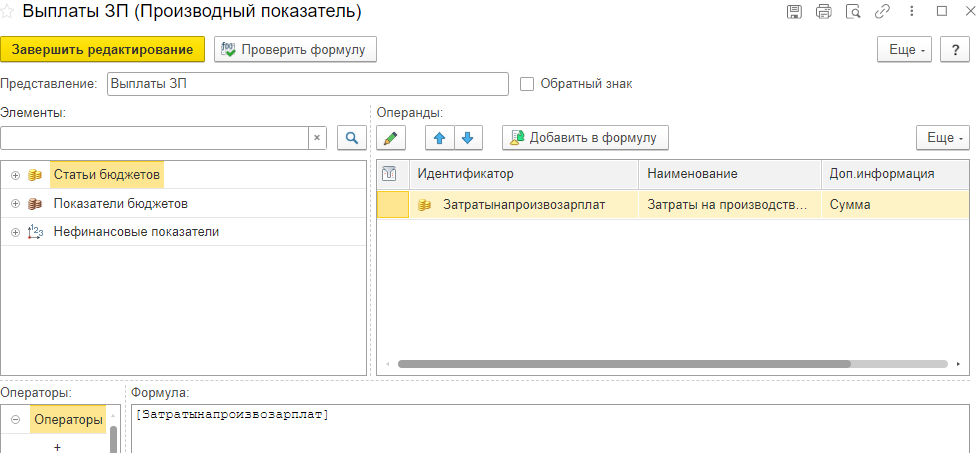 Выплаты ЗП (Производный показатель)
Завершить редактирование
Проверить формулу
Еще
?
Представление:
Выплаты ЗП
Обратный знак
Элементы:
Операнды:
×
Добавить в формулу
Еще
Статьи бюджетов
Показатели бюджетов
Нефинансовые показатели
Идентификатор Наименование Доп.информация
Затратынапроизвозарплат Затраты на производств... Сумма
Операторы:
Формула:
Операторы
+
[Затратынапроизвозарплат]